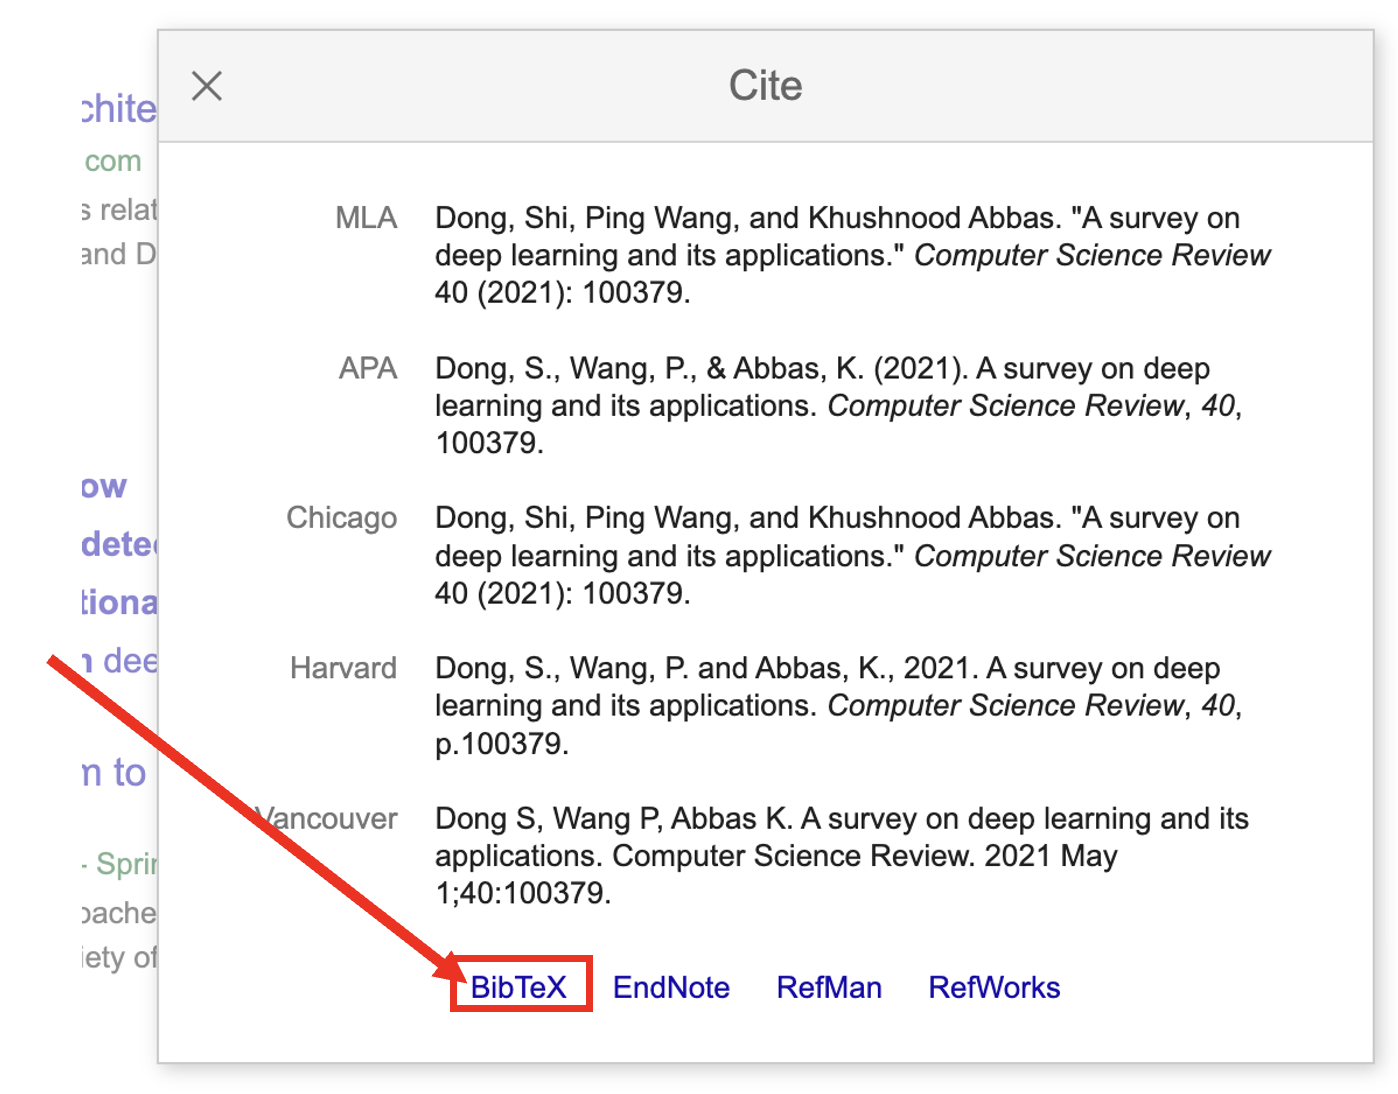 Cite
chite
com
s relat
and D
MLA
Dong, Shi, Ping Wang, and Khushnood Abbas. "A survey on
deep learning and its applications." Computer Science Review
40 (2021): 100379.
APA
Dong, S., Wang, P., & Abbas, K. (2021). A survey on deep
learning and its applications. Computer Science Review, 40,
100379.
ow
detec
tiona
n dee
Chicago
Dong, Shi, Ping Wang, and Khushnood Abbas. "A survey on
deep learning and its applications." Computer Science Review
40 (2021): 100379.
Harvard
Dong, S., Wang, P. and Abbas, K., 2021. A survey on deep
learning and its applications. Computer Science Review, 40,
p.100379.
m to
- Sprin
oache
iety of
Vancouver
Dong S, Wang P, Abbas K. A survey on deep learning and its
applications. Computer Science Review. 2021 May
1;40:100379.
BibTeX EndNote RefMan RefWorks